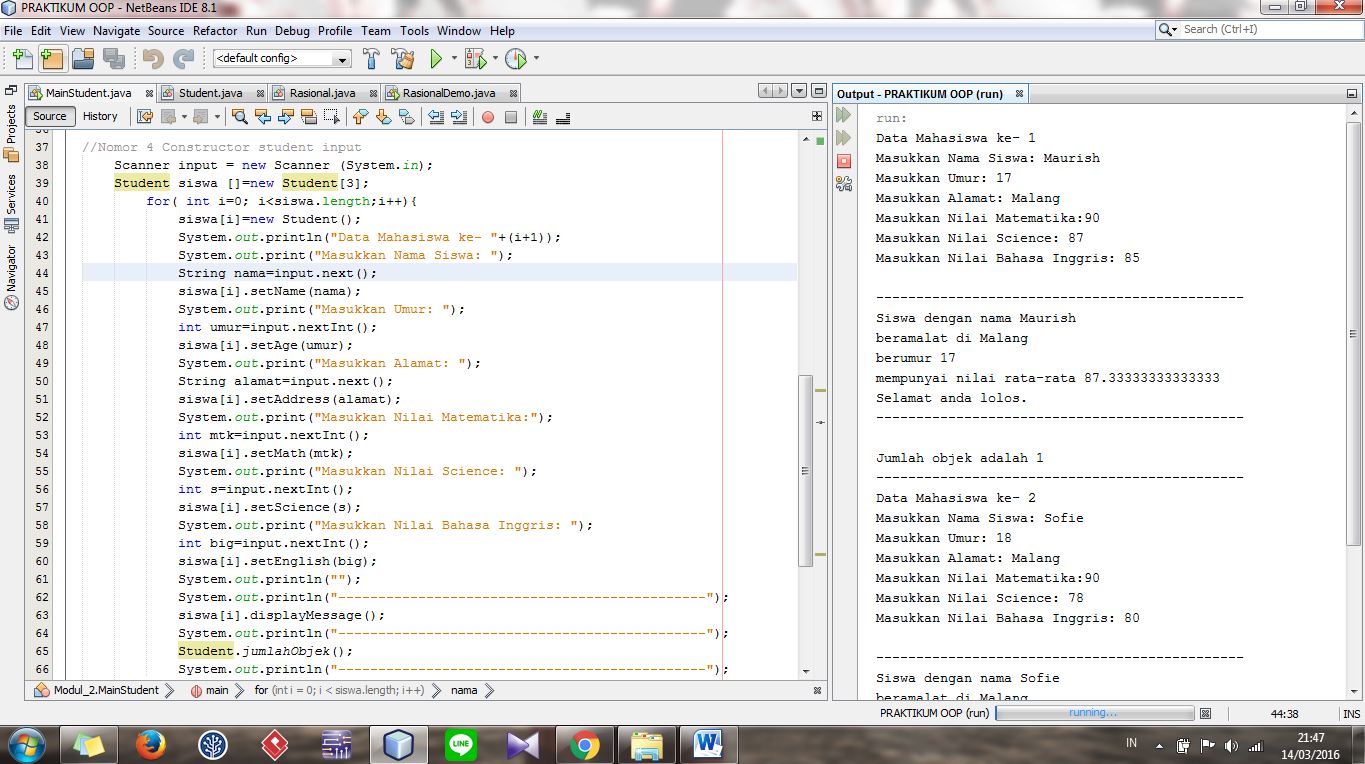 PRAKTIKUM OOP - NetBeans IDE 8.1
File Edit View Navigate Source Refactor Run Debug Profile Team Tools Window Help
Search (Ctrl+I)
<default config>
MainStudent.java Student.java Rasional.java RasionalDemo.java
Source History
Projects
Services
Navigator
37 //Nomor 4 Constructor student input
38 Scanner input = new Scanner (System.in);
39 Student siswa []=new Student[3];
40 for( int i=0; i<siswa.length;i++){
41 siswa[i]=new Student();
42 System.out.println("Data Mahasiswa ke- "+(i+1));
43 System.out.print("Masukkan Nama Siswa: ");
44 String nama=input.next();
45 siswa[i].setName(nama);
46 System.out.print("Masukkan Umur: ");
47 int umur=input.nextInt();
48 siswa[i].setAge(umur);
49 System.out.print("Masukkan Alamat: ");
50 String alamat=input.next();
51 siswa[i].setAddress(alamat);
52 System.out.print("Masukkan Nilai Matematika:");
53 int mtk=input.nextInt();
54 siswa[i].setMath(mtk);
55 System.out.print("Masukkan Nilai Science: ");
56 int s=input.nextInt();
57 siswa[i].setScience(s);
58 System.out.print("Masukkan Nilai Bahasa Inggris: ");
59 int big=input.nextInt();
60 siswa[i].setEnglish(big);
61 System.out.println("");
62 System.out.println("----------------------------------------------");
63 siswa[i].displayMessage();
64 System.out.println("----------------------------------------------");
65 Student.jumlahObjek();
66 System.out.println("----------------------------------------------");
Modul_2.MainStudent main for (int i = 0; i < siswa.length; i++) nama
Output - PRAKTIKUM OOP (run)
run:
Data Mahasiswa ke- 1
Masukkan Nama Siswa: Maurish
Masukkan Umur: 17
Masukkan Alamat: Malang
Masukkan Nilai Matematika:90
Masukkan Nilai Science: 87
Masukkan Nilai Bahasa Inggris: 85
----------------------------------------------
Siswa dengan nama Maurish
beramalat di Malang
berumur 17
mempunyai nilai rata-rata 87.33333333333333
Selamat anda lolos.
----------------------------------------------
Jumlah objek adalah 1
----------------------------------------------
Data Mahasiswa ke- 2
Masukkan Nama Siswa: Sofie
Masukkan Umur: 18
Masukkan Alamat: Malang
Masukkan Nilai Matematika:90
Masukkan Nilai Science: 78
Masukkan Nilai Bahasa Inggris: 80
----------------------------------------------
Siswa dengan nama Sofie
beramalat di Malang
PRAKTIKUM OOP (run) running... 44:38 INS
LINE
IN
21:47
14/03/2016